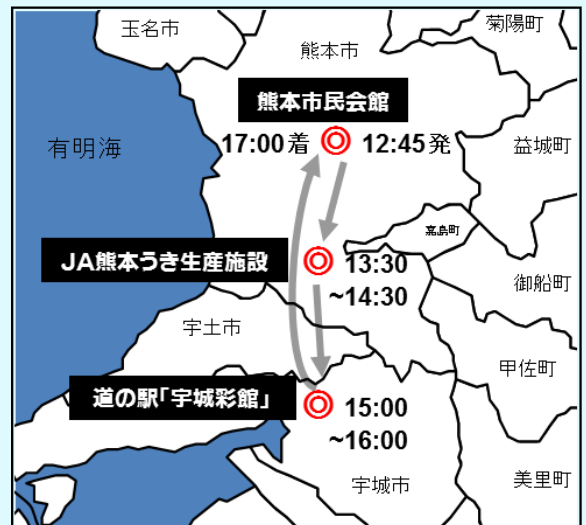 玉名市
菊陽町
熊本市
熊本市民会館
17:00着
12:45発
有明海
益城町
嘉島町
JA熊本うき生産施設
13:30
~14:30
御船町
宇土市
甲佐町
道の駅「宇城彩館」
15:00
~16:00
宇城市
美里町